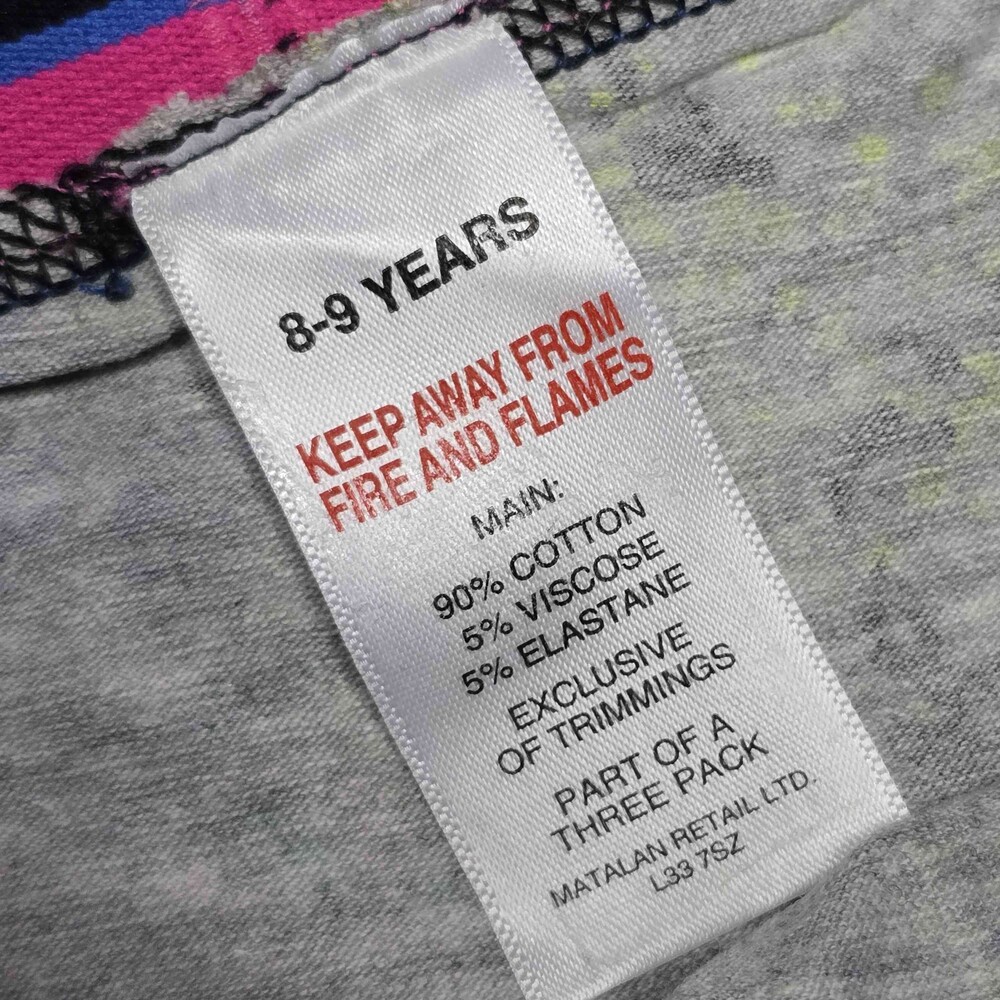 8-9 YEARS
KEEP AWAY FROM
FIRE AND FLAMES
MAIN:
90% COTTON
5% VISCOSE
5% ELASTANE
EXCLUSIVE
OF TRIMMINGS
PART OF A
THREE PACK
MATALAN RETAIL LTD.
L33 7SZ